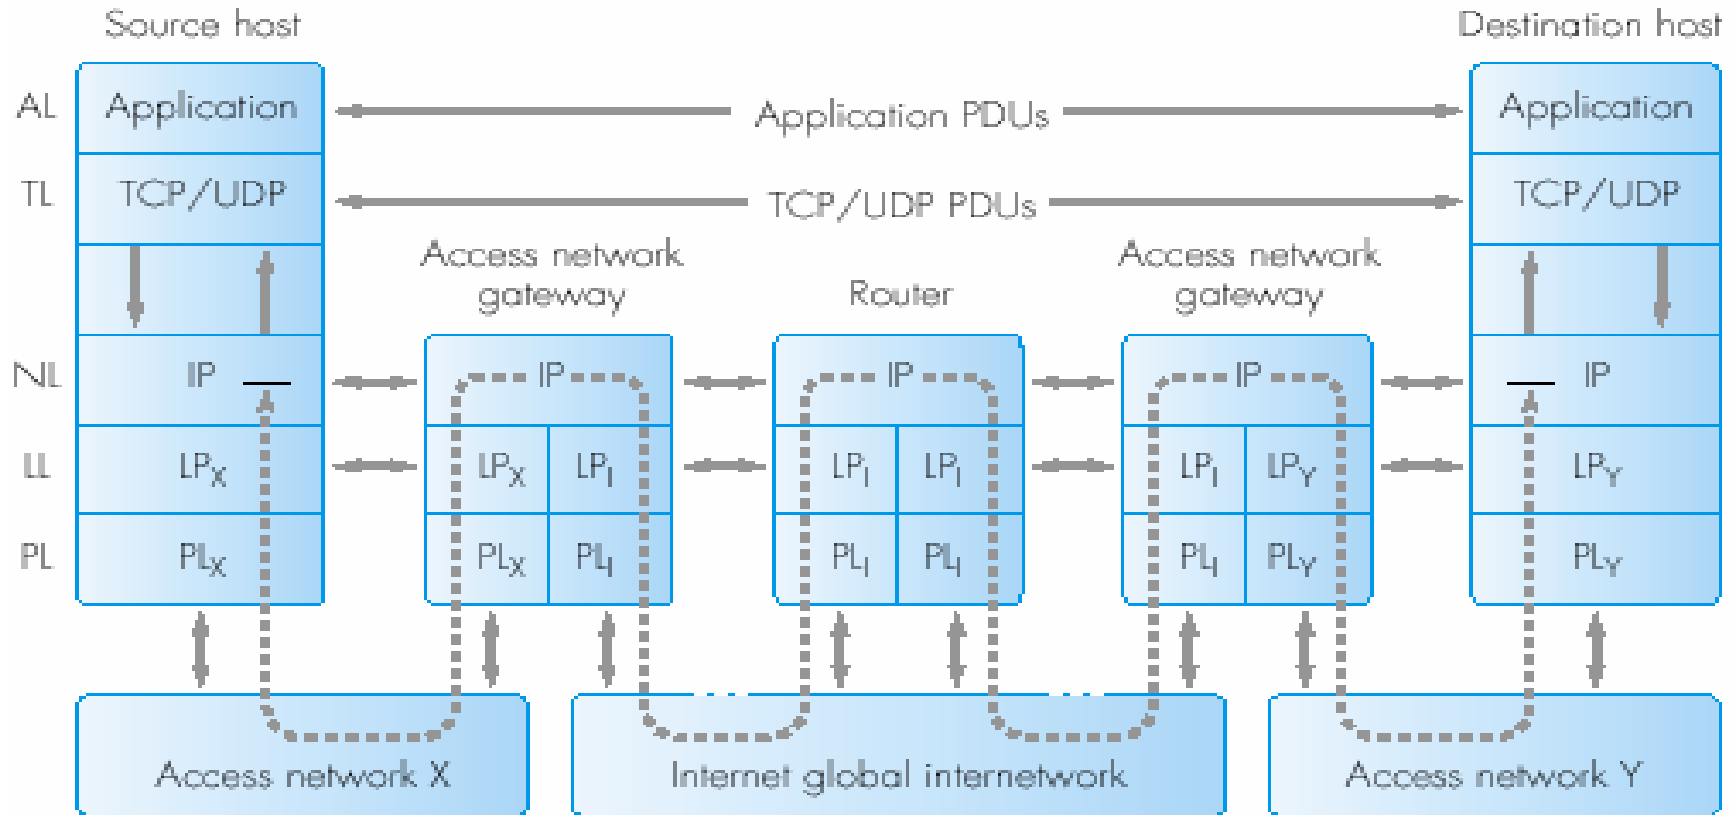 Source host
Destination host
AL
Application
Application PDUs
Application
TL
TCP/UDP
TCP/UDP PDUs
TCP/UDP
Access network
gateway
Router
Access network
gateway
NL
IP
IP
IP
IP
IP
LL
LPX
LPX
LPI
LPI
LPI
LPI
LPY
LPY
PL
PLX
PLX
PLI
PLI
PLI
PLI
PLY
PLY
Access network X
Internet global internetwork
Access network Y